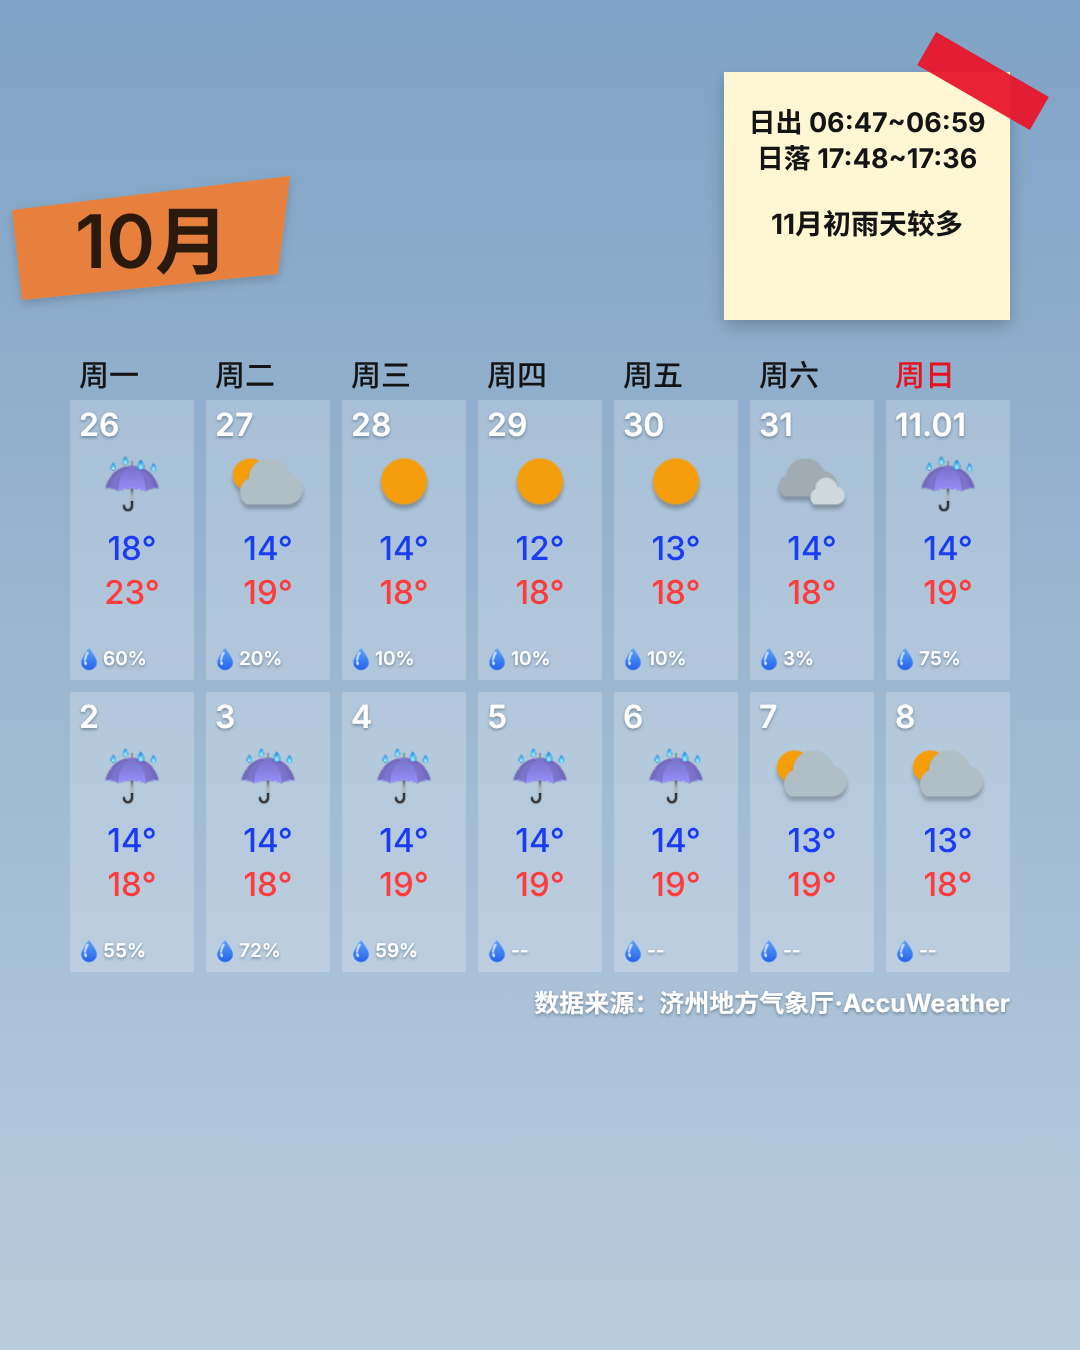 日出 06:47~06:59
日落 17:48~17:36
11月初雨天较多
10月
周一 周二 周三 周四 周五 周六 周日
26 27 28 29 30 31 11.01
18° 14° 14° 12° 13° 14° 14°
23° 19° 18° 18° 18° 18° 19°
60% 20% 10% 10% 10% 3% 75%
2 3 4 5 6 7 8
14° 14° 14° 14° 14° 13° 13°
18° 18° 19° 19° 19° 19° 18°
55% 72% 59% -- -- -- --
数据来源：济州地方气象厅·AccuWeather